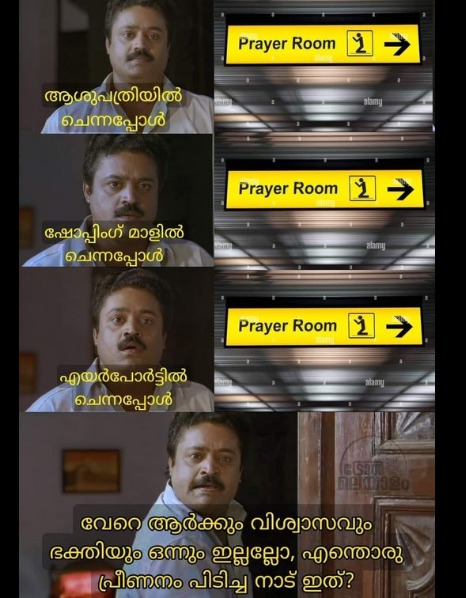 Prayer Room
ആശുപത്രിയിൽ
ചെന്നപ്പോൾ
alamy
Prayer Room
ഷോപ്പിംഗ് മാളിൽ
ചെന്നപ്പോൾ
alamy
Prayer Room
എയർപോർട്ടിൽ
ചെന്നപ്പോൾ
alamy
ട്രോൾ
മലയാളം
വേറെ ആർക്കും വിശ്വാസവും
ഭക്തിയും ഒന്നും ഇല്ലല്ലോ, എന്തൊരു
പ്രീണനം പിടിച്ച നാട് ഇത്?